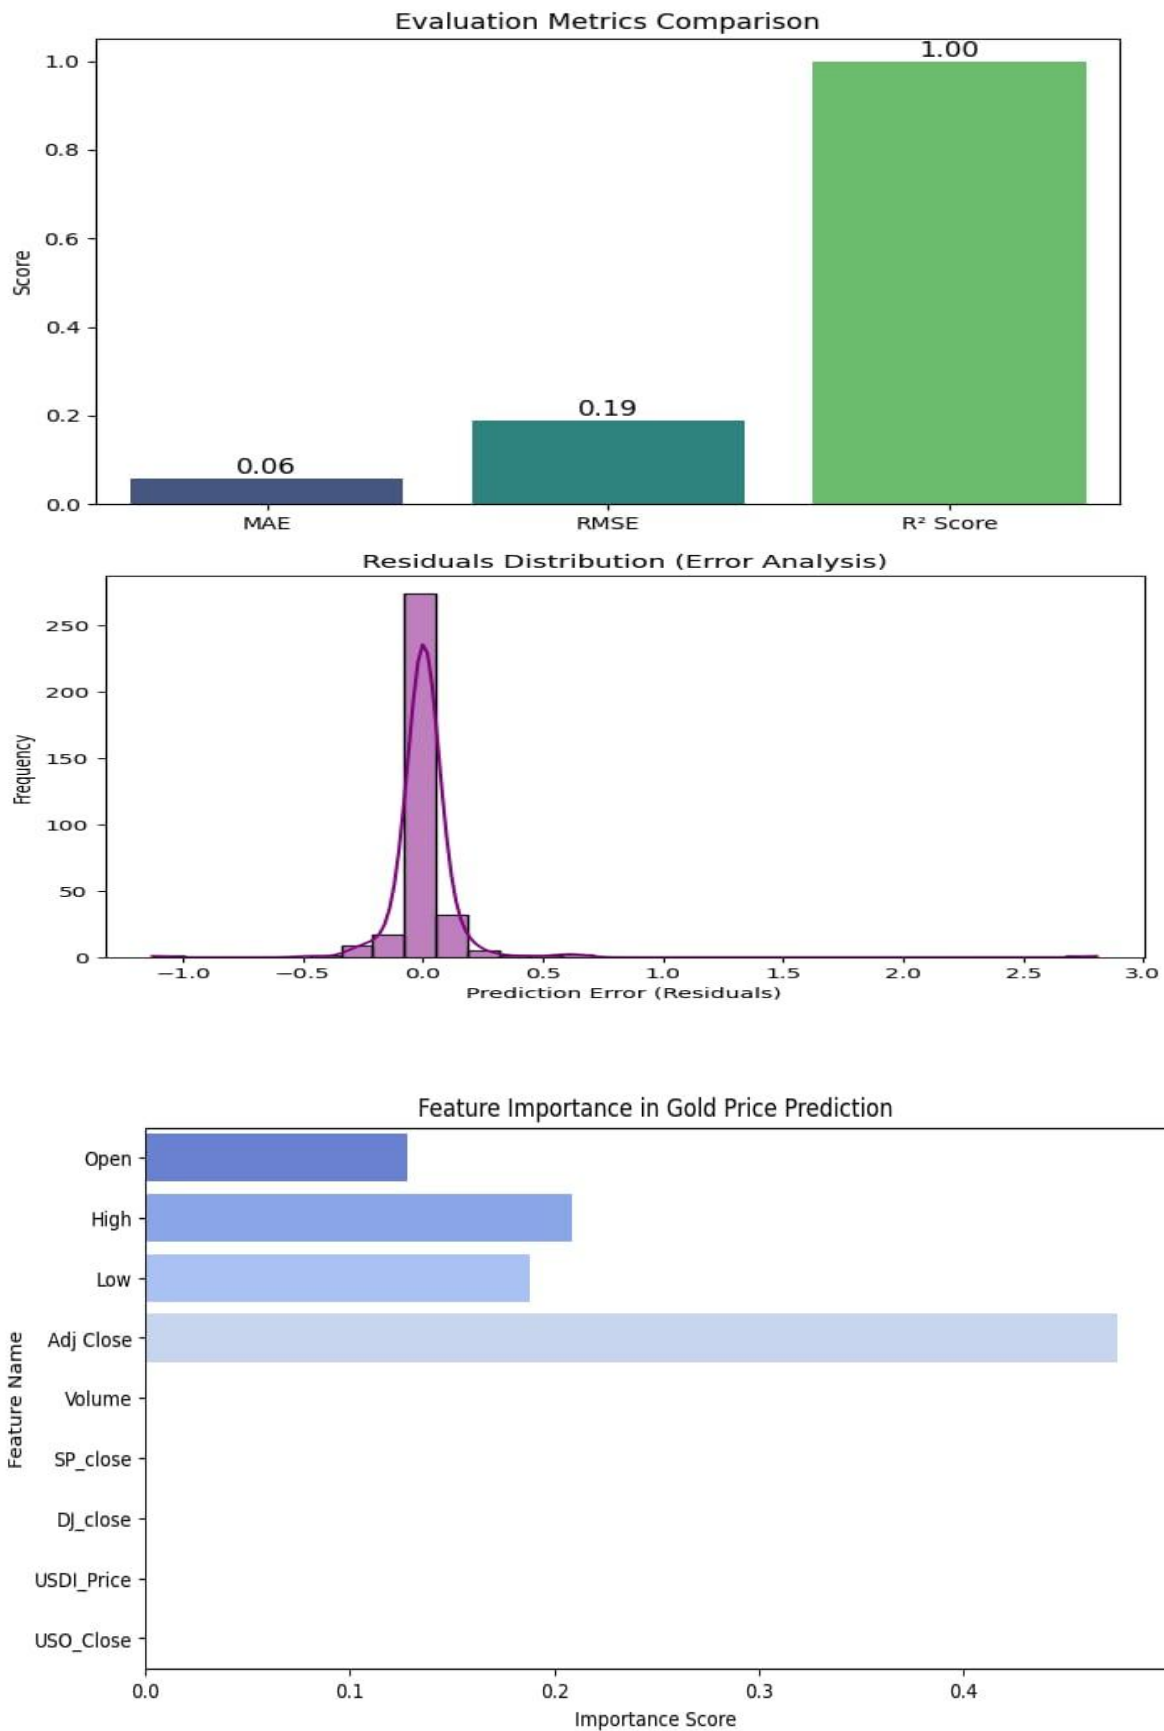 Evaluation Metrics Comparison
1.00
1.0
0.8
0.6
Score
0.4
0.19
0.2
0.06
0.0
MAE RMSE R² Score
Residuals Distribution (Error Analysis)
250
200
Frequency
150
100
50
0
−1.0 −0.5 0.0 0.5 1.0 1.5 2.0 2.5 3.0
Prediction Error (Residuals)
Feature Importance in Gold Price Prediction
Open
High
Low
Adj Close
Feature Name
Volume
SP_close
DJ_close
USDI_Price
USO_Close
0.0 0.1 0.2 0.3 0.4
Importance Score